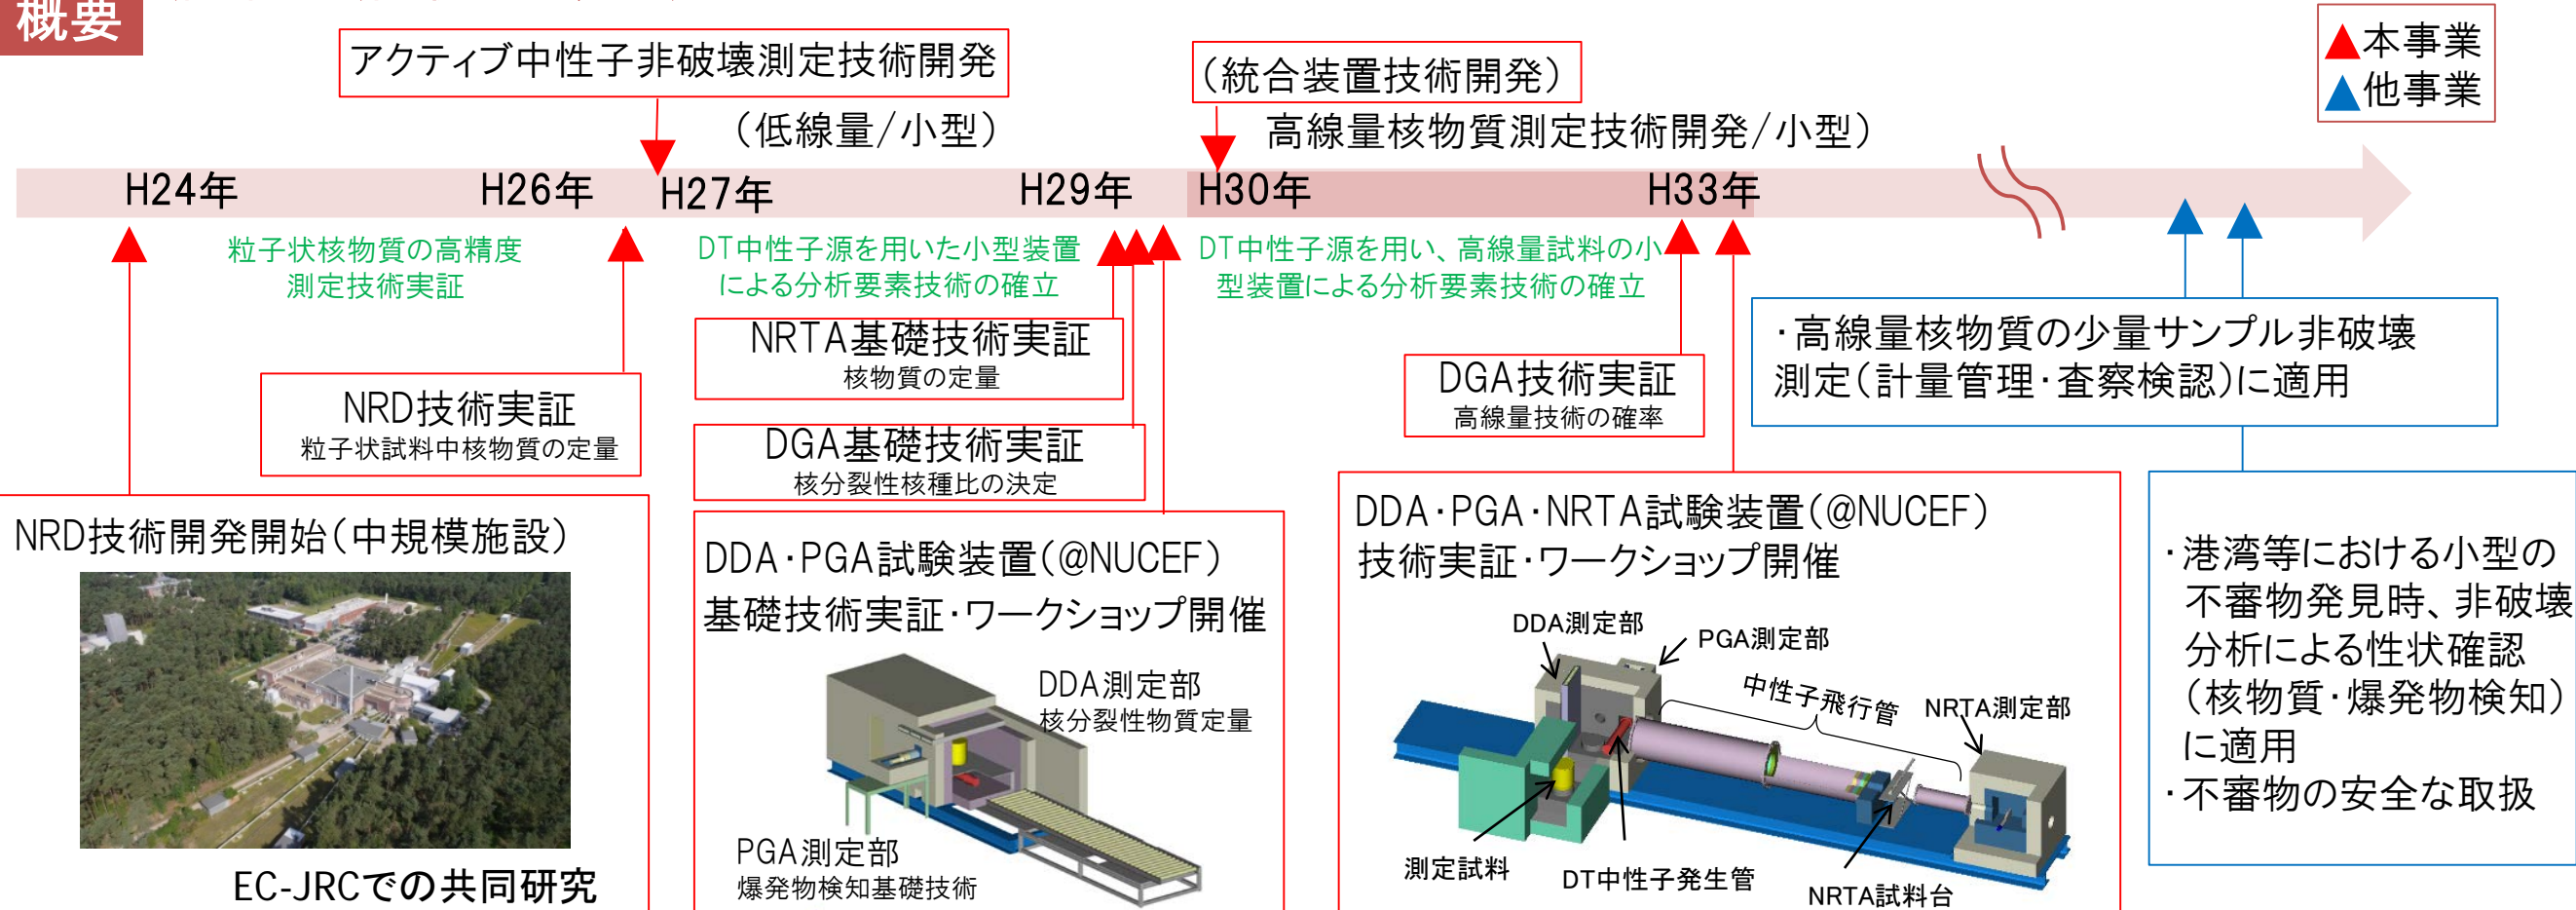 概要
▲本事業
▲他事業
アクティブ中性子非破壊測定技術開発
(低線量/小型)
(統合装置技術開発)
高線量核物質測定技術開発/小型)
H24年
H26年
H27年
H29年
H30年
H33年
粒子状核物質の高精度
測定技術実証
DT中性子源を用いた小型装置
による分析要素技術の確立
DT中性子源を用い、高線量試料の小
型装置による分析要素技術の確立
NRD技術実証
粒子状試料中核物質の定量
NRTA基礎技術実証
核物質の定量
DGA基礎技術実証
核分裂性核種比の決定
DGA技術実証
高線量技術の確率
・高線量核物質の少量サンプル非破壊
測定(計量管理・査察検認)に適用
NRD技術開発開始(中規模施設)
EC-JRCでの共同研究
DDA・PGA試験装置(@NUCEF)
基礎技術実証・ワークショップ開催
DDA測定部
核分裂性物質定量
PGA測定部
爆発物検知基礎技術
DDA・PGA・NRTA試験装置(@NUCEF)
技術実証・ワークショップ開催
DDA測定部
PGA測定部
中性子飛行管
NRTA測定部
測定試料
DT中性子発生管
NRTA試料台
・港湾等における小型の
不審物発見時、非破壊
分析による性状確認
(核物質・爆発物検知)
に適用
・不審物の安全な取扱